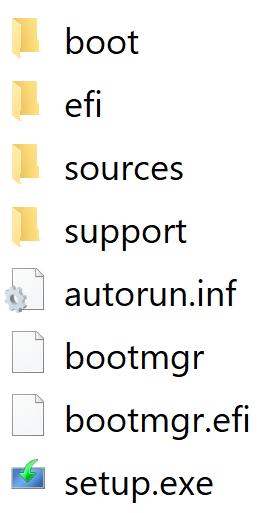 boot
efi
sources
support
autorun.inf
bootmgr
bootmgr.efi
setup.exe